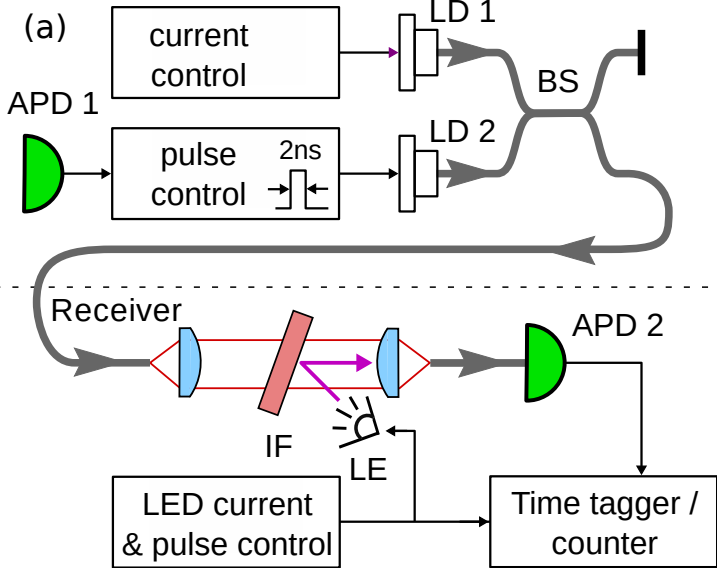 (a)
current
control
LD 1
BS
APD 1
pulse
control
2ns
LD 2
Receiver
APD 2
IF
LE
LED current
& pulse control
Time tagger /
counter